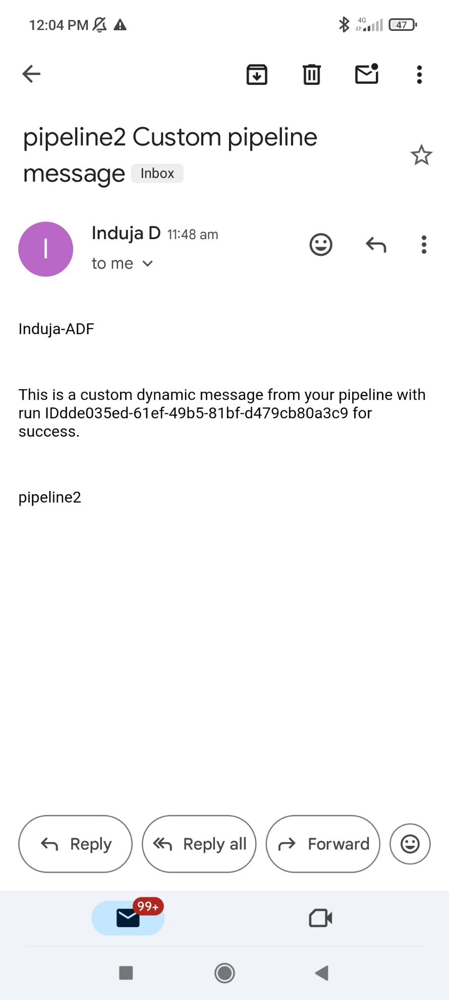 12:04 PM
4G
47
pipeline2 Custom pipeline
message Inbox
I
Induja D 11:48 am
to me
Induja-ADF
This is a custom dynamic message from your pipeline with
run IDdde035ed-61ef-49b5-81bf-d479cb80a3c9 for
success.
pipeline2
Reply
Reply all
Forward
99+